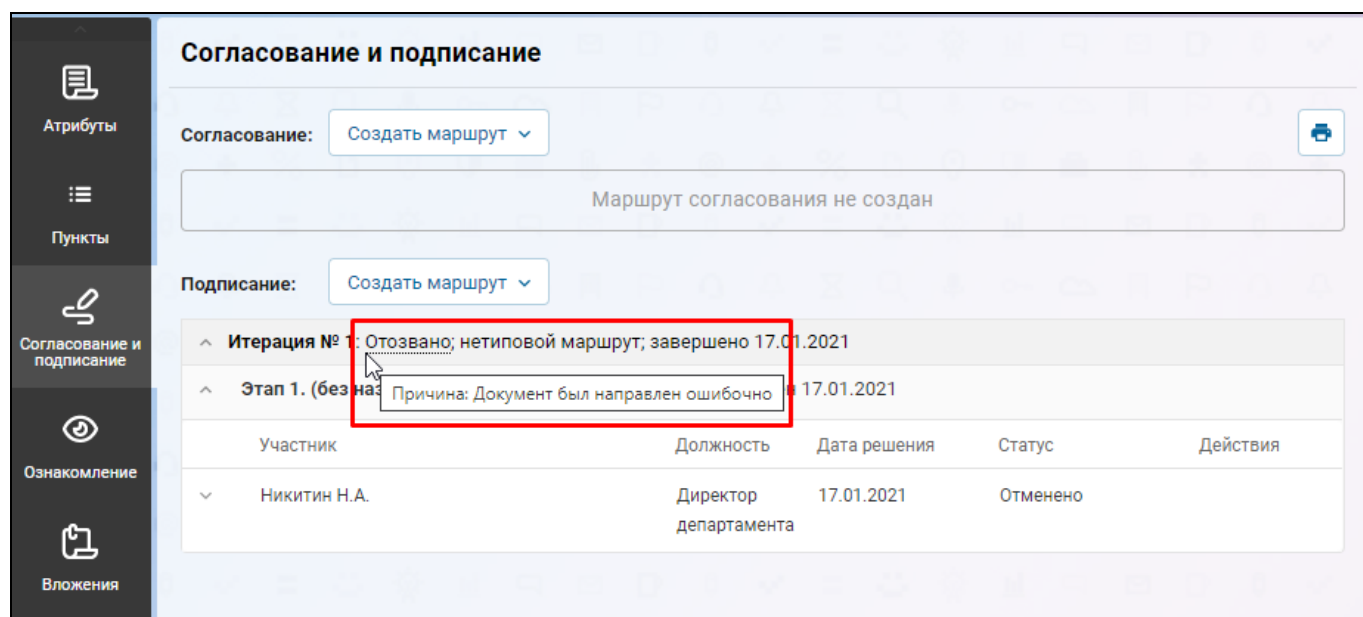 Атрибуты
Пункты
Согласование и
подписание
Ознакомление
Вложения
Согласование и подписание
Согласование: Создать маршрут
Маршрут согласования не создан
Подписание: Создать маршрут
Итерация № 1: Отозвано; нетиповой маршрут; завершено 17.01.2021
Этап 1. (без 17.01.2021
Причина: Документ был направлен ошибочно
Участник Должность Дата решения Статус Действия
Никитин Н.А. Директор 17.01.2021 Отменено
департамента